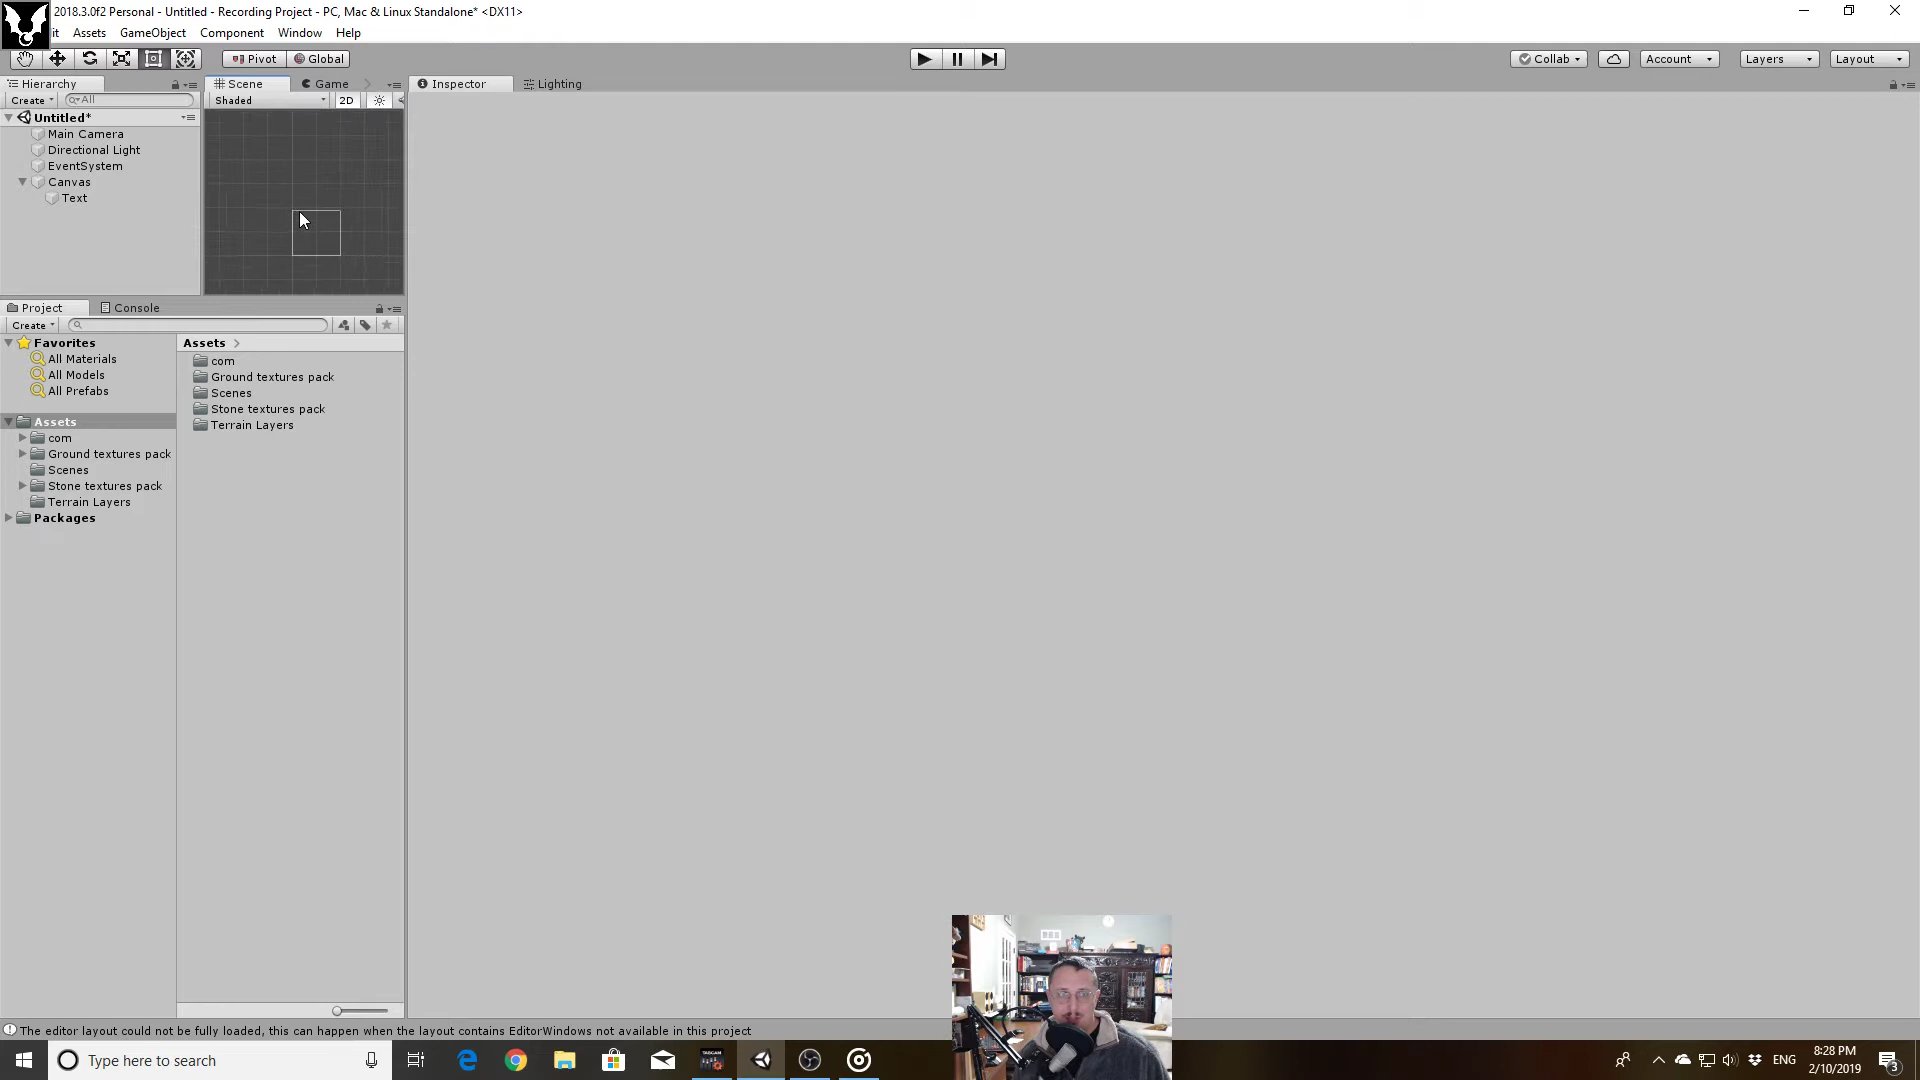 2018.3.0f2 Personal - Untitled - Recording Project - PC, Mac & Linux Standalone* <DX11>
it Assets GameObject Component Window Help
Pivot Global Collab Account Layers Layout
Hierarchy Scene Game Inspector Lighting
Create All Shaded 2D
Untitled*
Main Camera
Directional Light
EventSystem
Canvas
Text
Project Console
Create
Favorites
All Materials
All Models
All Prefabs
Assets
com
Ground textures pack
Scenes
Stone textures pack
Terrain Layers
Packages
Assets
com
Ground textures pack
Scenes
Stone textures pack
Terrain Layers
The editor layout could not be fully loaded, this can happen when the layout contains EditorWindows not available in this project
Type here to search
TASCAM
ENG
8:28 PM
2/10/2019
3